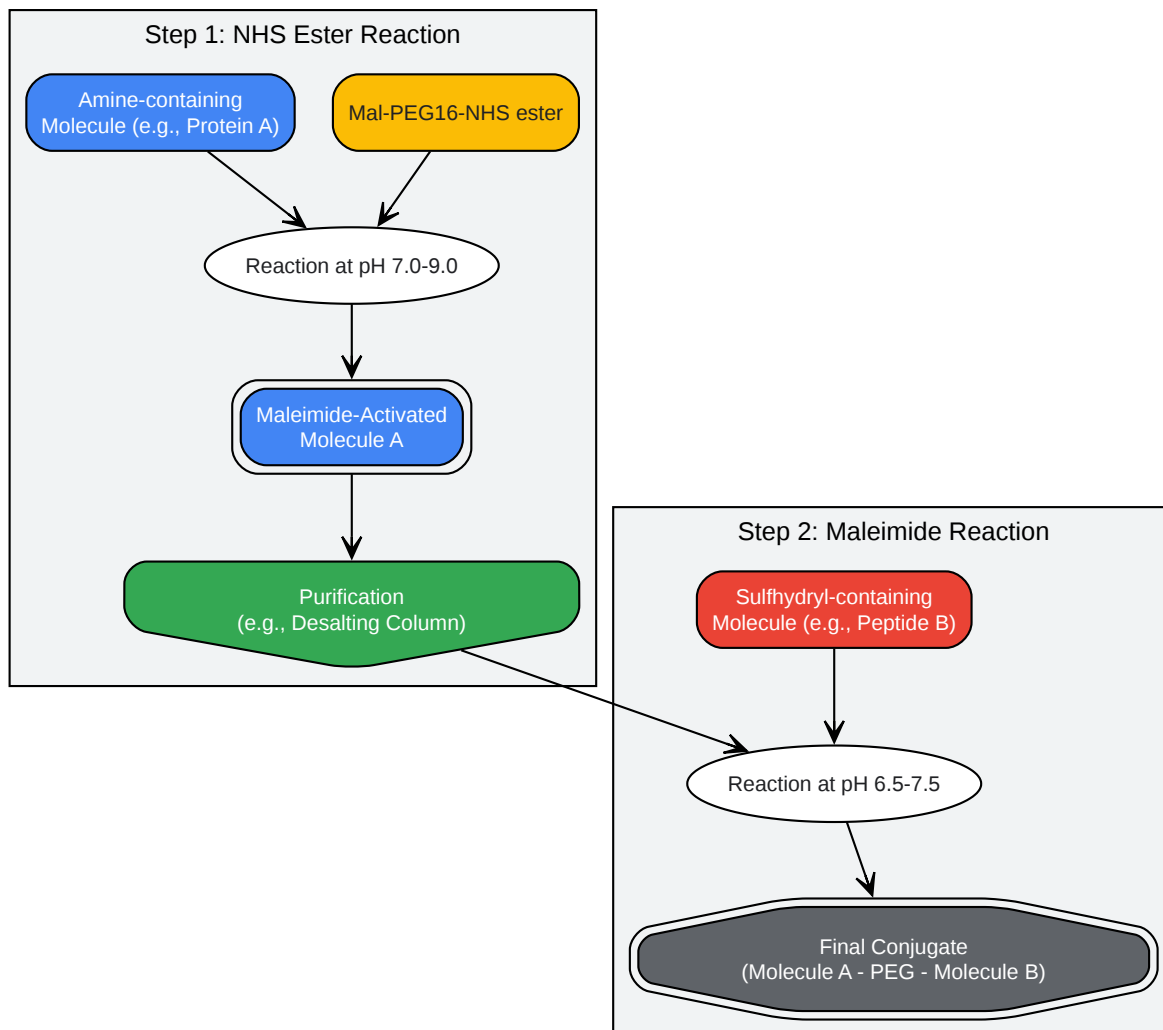 Step 1: NHS Ester Reaction
Amine-containing
Molecule (e.g., Protein A)
Mal-PEG16-NHS ester
Reaction at pH 7.0-9.0
Maleimide-Activated
Molecule A
Purification
(e.g., Desalting Column)
Step 2: Maleimide Reaction
Sulfhydryl-containing
Molecule (e.g., Peptide B)
Reaction at pH 6.5-7.5
Final Conjugate
(Molecule A - PEG - Molecule B)